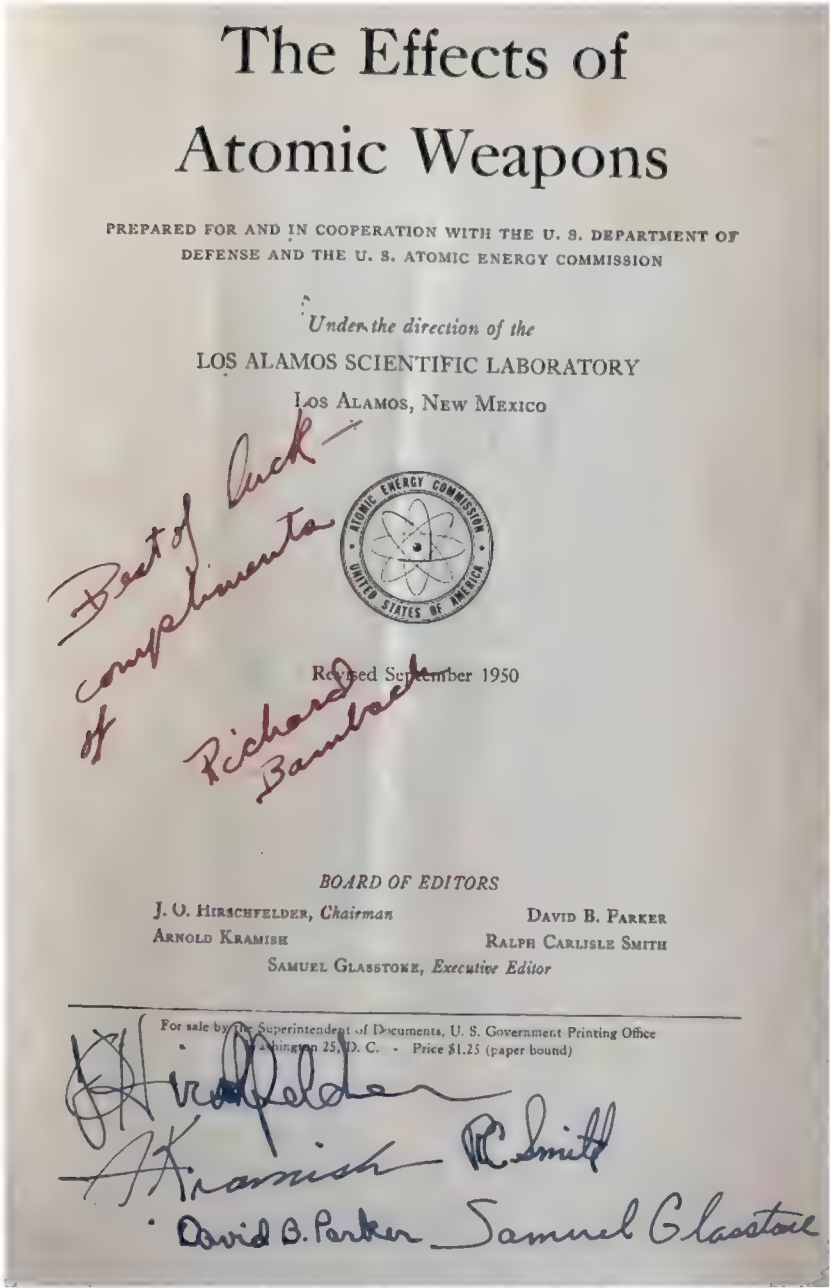 The Effects of
Atomic Weapons
PREPARED FOR AND IN COOPERATION WITH THE U. S. DEPARTMENT OF
DEFENSE AND THE U. S. ATOMIC ENERGY COMMISSION
Under the direction of the
LOS ALAMOS SCIENTIFIC LABORATORY
LOS ALAMOS, NEW MEXICO
Best of luck —
compliments
of
Richard
Bambach
ATOMIC ENERGY COMMISSION
UNITED STATES OF AMERICA
Revised September 1950
BOARD OF EDITORS
J. O. HIRSCHFELDER, Chairman DAVID B. PARKER
ARNOLD KRAMISH RALPH CARLISLE SMITH
SAMUEL GLASSTONE, Executive Editor
For sale by the Superintendent of Documents, U. S. Government Printing Office
Washington 25, D. C. - Price $1.25 (paper bound)
JO Hirschfelder
A Kramish RC Smith
David B. Parker Samuel Glasstone